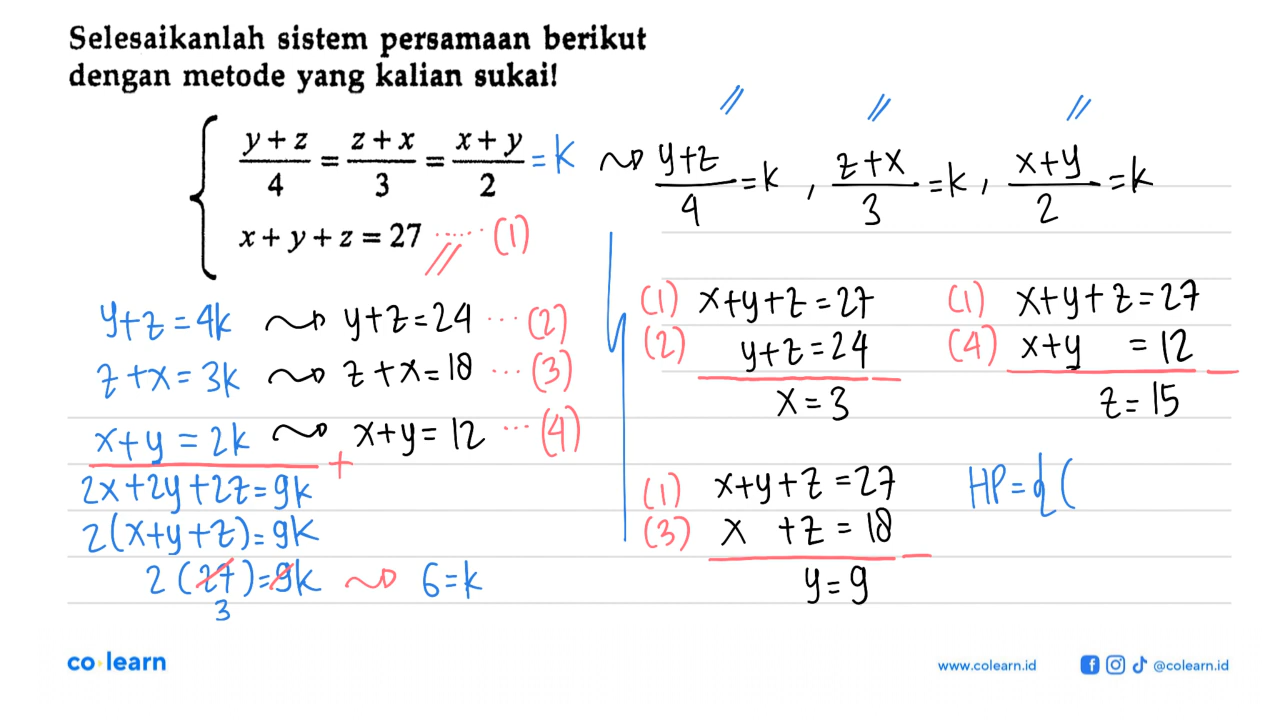 Selesaikanlah sistem persamaan berikut
dengan metode yang kalian sukai!
y + z / 4 = z + x / 3 = x + y / 2 = k ~> y+z / 4 = k , z+x / 3 = k , x+y / 2 = k
x + y + z = 27 ...... (1)
y+z = 4k ~> y+z = 24 ... (2)
z+x = 3k ~> z+x = 18 ... (3)
x+y = 2k ~> x+y = 12 ... (4)
+
2x+2y+2z = 9k
2(x+y+z) = 9k
2(27) = 9k ~> 6 = k
3
(1) x+y+z = 27
(2) y+z = 24
x = 3
(1) x+y+z = 27
(4) x+y = 12
z = 15
(1) x+y+z = 27
(3) x +z = 18
y = 9
HP = { (
co learn
www.colearn.id
@colearn.id